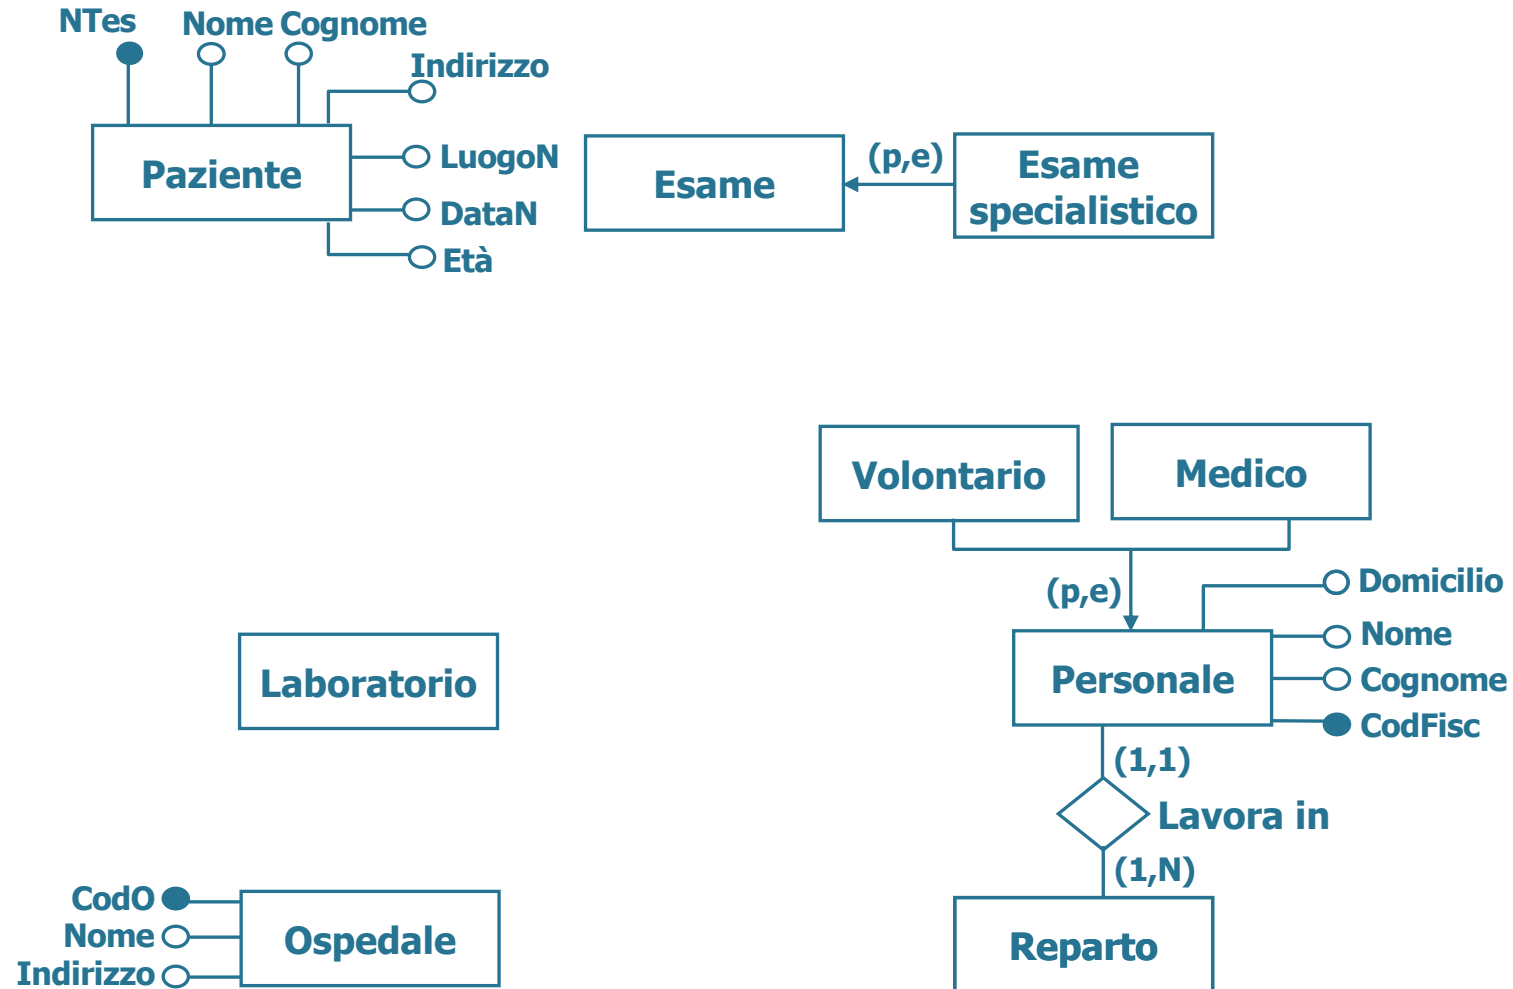 NTes
Nome Cognome
Indirizzo
Paziente
LuogoN
DataN
Età
Esame
(p,e)
Esame
specialistico
Volontario
Medico
(p,e)
Domicilio
Nome
Cognome
CodFisc
Personale
Laboratorio
(1,1)
Lavora in
(1,N)
CodO
Nome
Indirizzo
Ospedale
Reparto